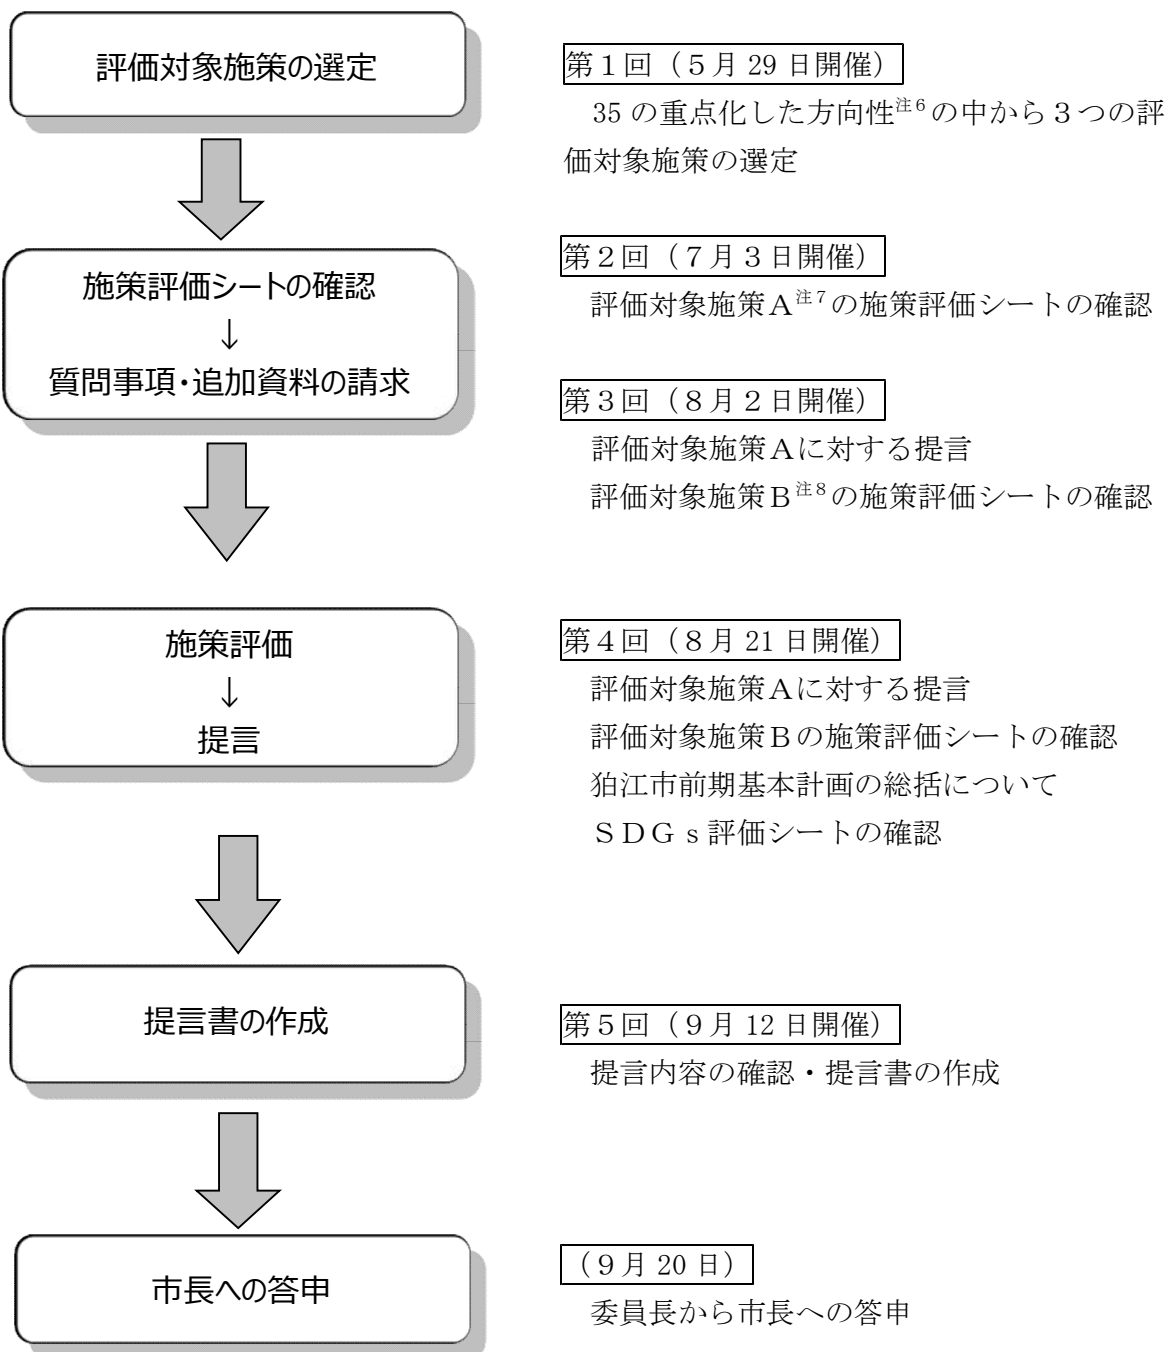 評価対象施策の選定
第１回（５月 29 日開催）
35 の重点化した方向性注６の中から３つの評
価対象施策の選定
施策評価シートの確認
↓
質問事項・追加資料の請求
第２回（７月３日開催）
評価対象施策Ａ注７の施策評価シートの確認
第３回（８月２日開催）
評価対象施策Ａに対する提言
評価対象施策Ｂ注８の施策評価シートの確認
施策評価
↓
提言
第４回（８月 21 日開催）
評価対象施策Ａに対する提言
評価対象施策Ｂの施策評価シートの確認
狛江市前期基本計画の総括について
ＳＤＧｓ評価シートの確認
提言書の作成
第５回（９月 12 日開催）
提言内容の確認・提言書の作成
市長への答申
（９月 20 日）
委員長から市長への答申